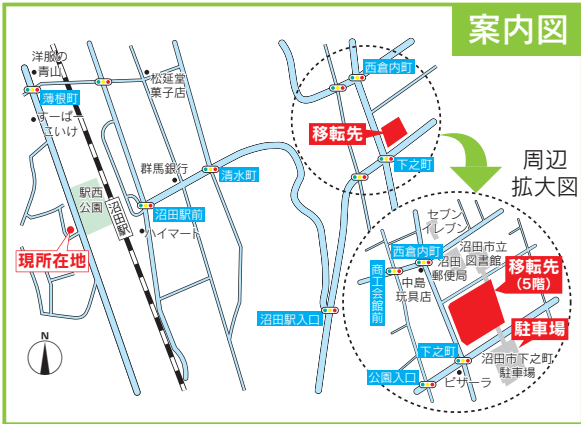 案内図
洋服の
青山
松延堂
菓子店
薄根町
すーぱー
こいけ
西倉内町
移転先
下之町
周辺
拡大図
群馬銀行
清水町
駅西
公園
沼田駅
沼田駅前
ハイマート
現所在地
沼田駅入口
N
セブン
イレブン
西倉内町
沼田市立
図書館
沼田
郵便局
商工会館前
中島
玩具店
移転先
(5階)
駐車場
下之町
沼田市下之町
駐車場
公園入口
ピザーラ